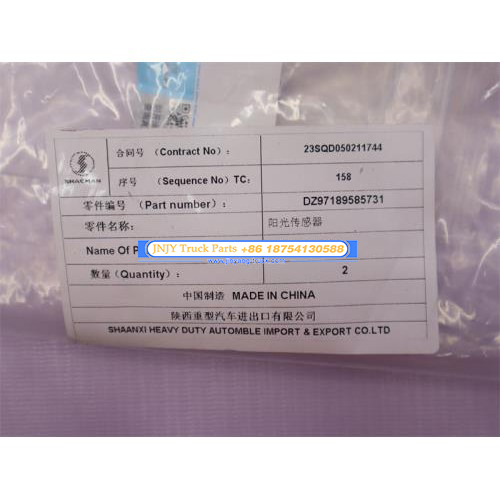 SHACMAN
合同号 (Contract No): 23SQD050211744
序号 (Sequence No) TC: 158
零件编号 (Part number): DZ97189585731
零件名称: 阳光传感器
Name Of P
JNJY Truck Parts +86 18754130588
数量(Quantity): 2
中国制造 MADE IN CHINA
陕西重型汽车进出口有限公司
SHAANXI HEAVY DUTY AUTOMBLE IMPORT & EXPORT CO.LTD